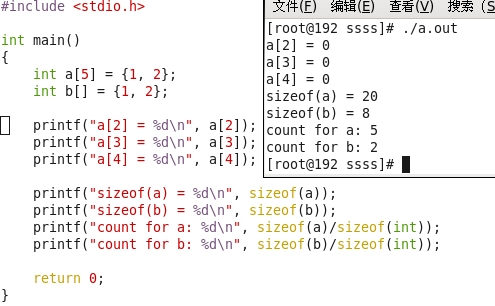 #include <stdio.h>
int main()
{
    int a[5] = {1, 2};
    int b[] = {1, 2};
    printf("a[2] = %d\n", a[2]);
    printf("a[3] = %d\n", a[3]);
    printf("a[4] = %d\n", a[4]);
    printf("sizeof(a) = %d\n", sizeof(a));
    printf("sizeof(b) = %d\n", sizeof(b));
    printf("count for a: %d\n", sizeof(a)/sizeof(int));
    printf("count for b: %d\n", sizeof(b)/sizeof(int));
    return 0;
}
文件(F) 编辑(E) 查看(V) 搜索(S
[root@192 ssss]# ./a.out
a[2] = 0
a[3] = 0
a[4] = 0
sizeof(a) = 20
sizeof(b) = 8
count for a: 5
count for b: 2
[root@192 ssss]#